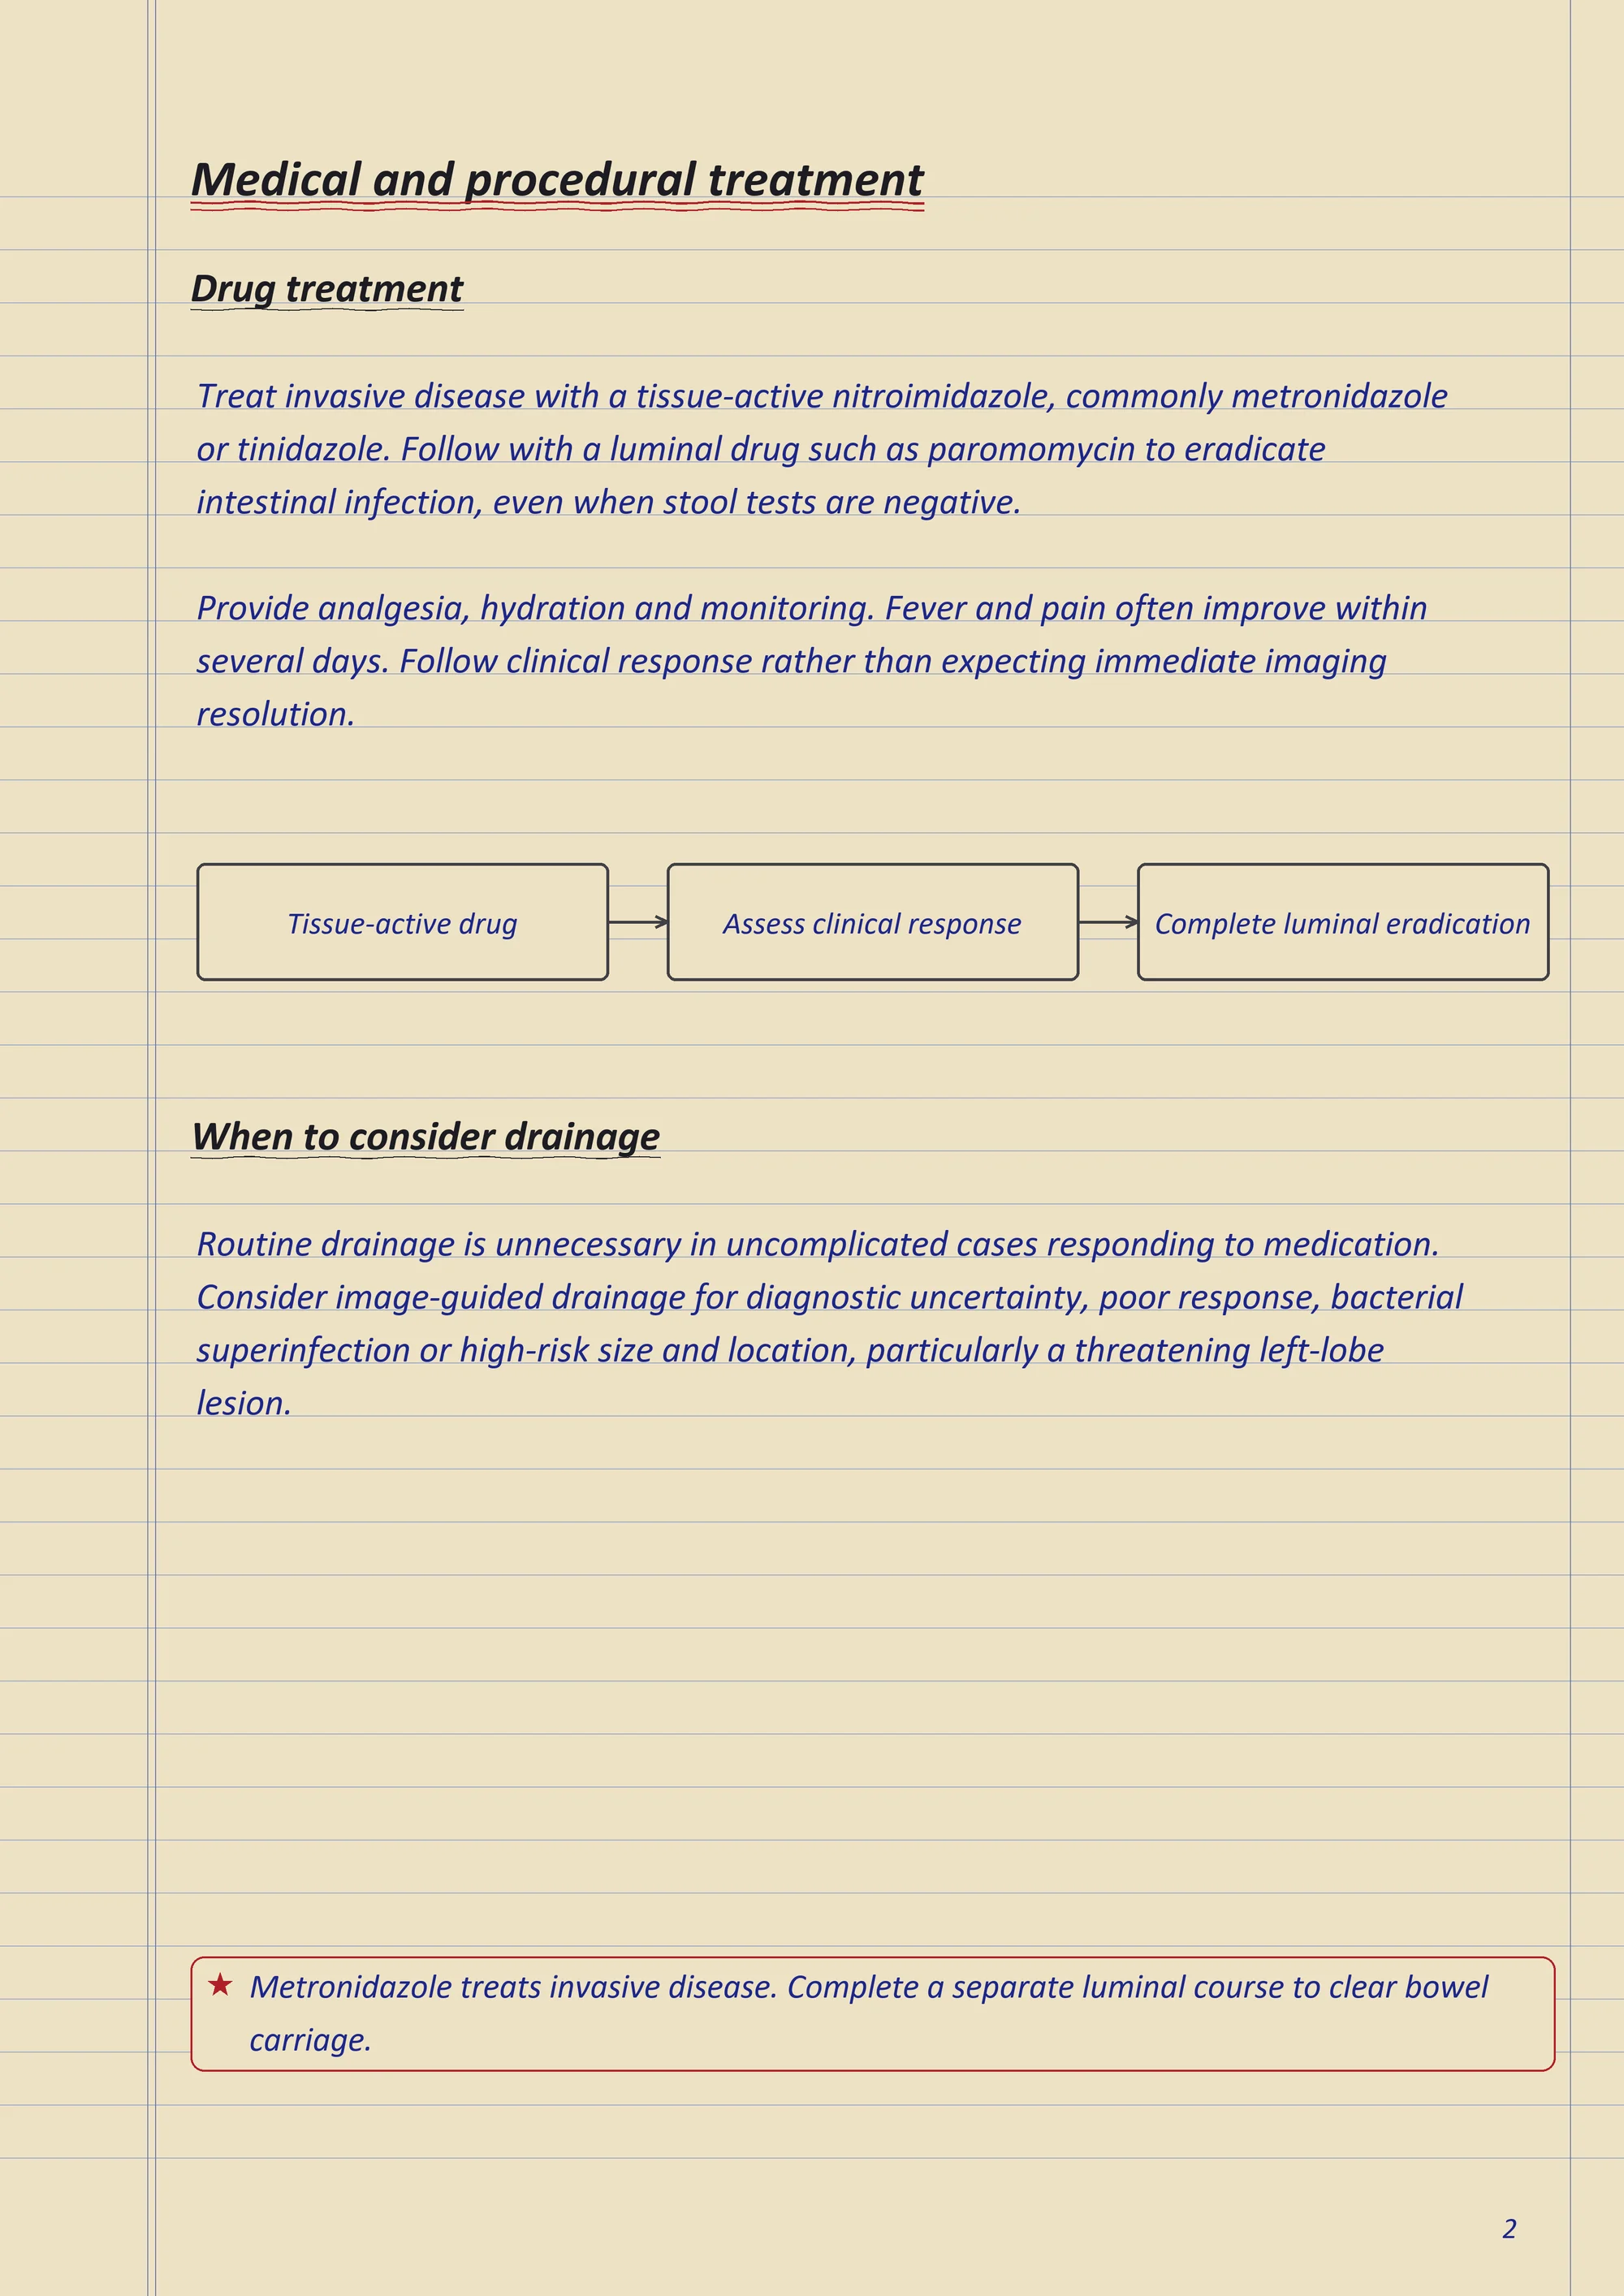 Medical and procedural treatment
Drug treatment
Treat invasive disease with a tissue-active nitroimidazole, commonly metronidazole
or tinidazole. Follow with a luminal drug such as paromomycin to eradicate
intestinal infection, even when stool tests are negative.
Provide analgesia, hydration and monitoring. Fever and pain often improve within
several days. Follow clinical response rather than expecting immediate imaging
resolution.
Tissue-active drug
Assess clinical response
Complete luminal eradication
When to consider drainage
Routine drainage is unnecessary in uncomplicated cases responding to medication.
Consider image-guided drainage for diagnostic uncertainty, poor response, bacterial
superinfection or high-risk size and location, particularly a threatening left-lobe
lesion.
★ Metronidazole treats invasive disease. Complete a separate luminal course to clear bowel
carriage.
2